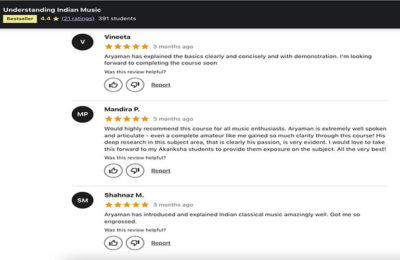 Understanding Indian Music
Bestseller 4.4 ★ (21 ratings) 391 students
V
Vineeta
★★★★★ 3 months ago
Aryaman has explained the basics clearly and concisely and with demonstration. I'm looking
forward to completing the course soon
Was this review helpful?
Report
MP
Mandira P.
★★★★★ 3 months ago
Would highly recommend this course for all music enthusiasts. Aryaman is extremely well spoken
and articulate - even a complete amateur like me gained so much clarity through this course! His
deep research in this subject area, that is clearly his passion, is very evident. I would love to take
this forward to my Akanksha students to provide them exposure on the subject. All the very best!
Was this review helpful?
Report
SM
Shahnaz M.
★★★★★ 3 months ago
Aryaman has introduced and explained Indian classical music amazingly well. Got me so
engrossed.
Was this review helpful?
Report